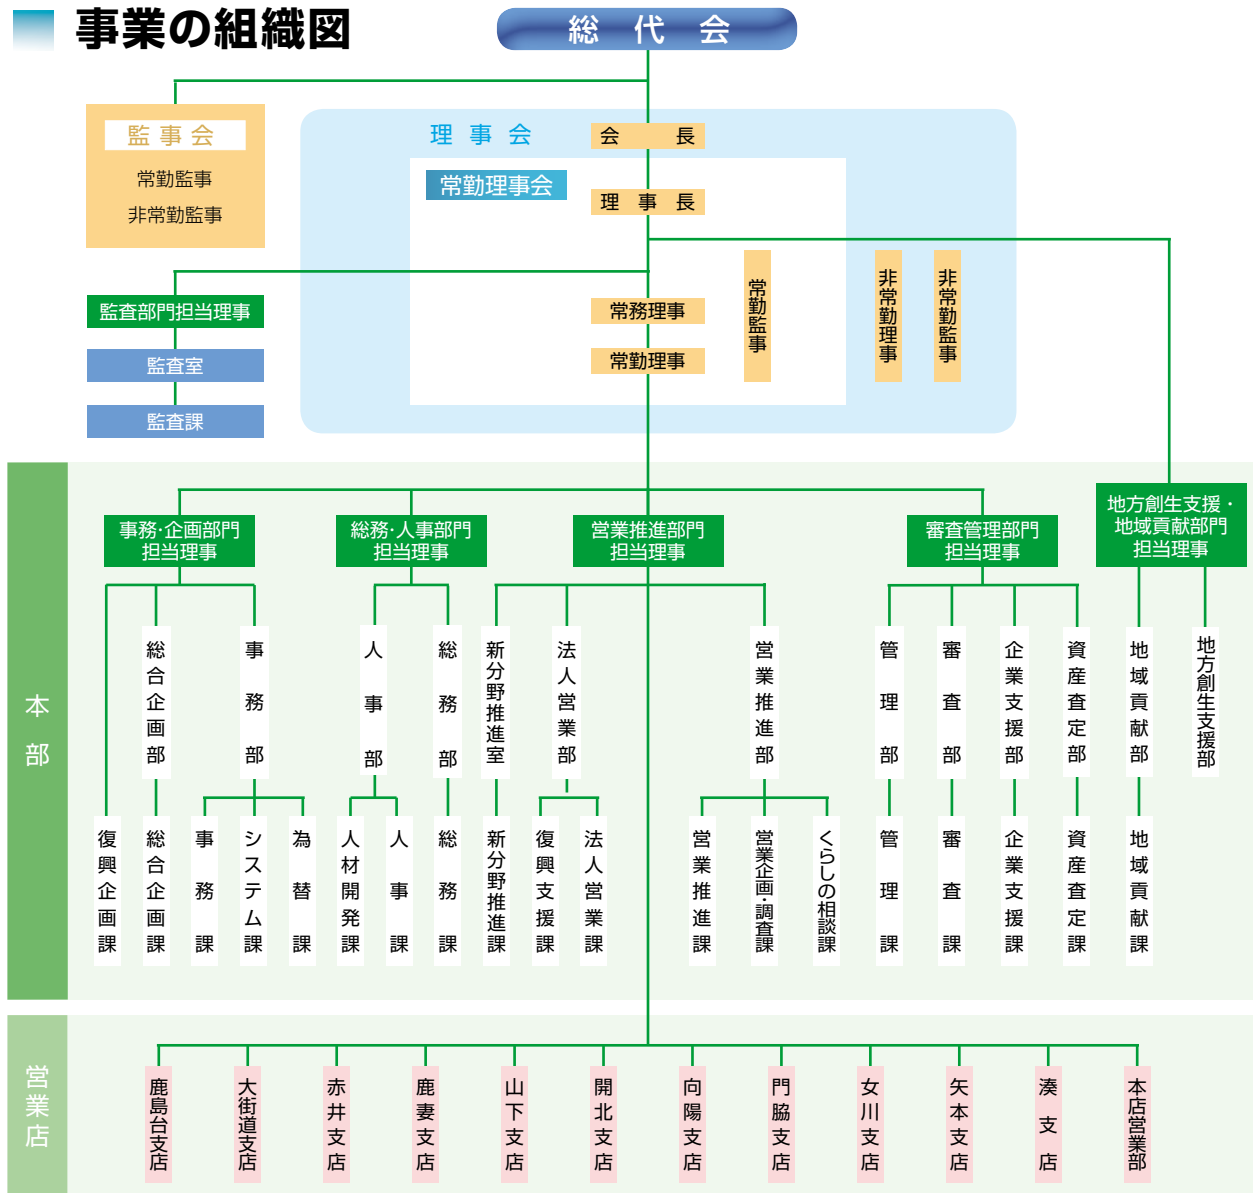 事業の組織図
総代会
監事会
常勤監事
非常勤監事
理事会
会長
常勤理事会
理事長
常務理事
常勤理事
常勤監事
非常勤理事
非常勤監事
監査部門担当理事
監査室
監査課
本部
事務･企画部門
担当理事
総務･人事部門
担当理事
営業推進部門
担当理事
審査管理部門
担当理事
地方創生支援・
地域貢献部門
担当理事
総合企画部
事務部
人事部
総務部
新分野推進室
法人営業部
営業推進部
管理部
審査部
企業支援部
資産査定部
地域貢献部
地方創生支援部
復興企画課
総合企画課
事務課
システム課
為替課
人材開発課
人事課
総務課
新分野推進課
復興支援課
法人営業課
営業推進課
営業企画･調査課
くらしの相談課
管理課
審査課
企業支援課
資産査定課
地域貢献課
営業店
鹿島台支店
大街道支店
赤井支店
鹿妻支店
山下支店
開北支店
向陽支店
門脇支店
女川支店
矢本支店
湊支店
本店営業部